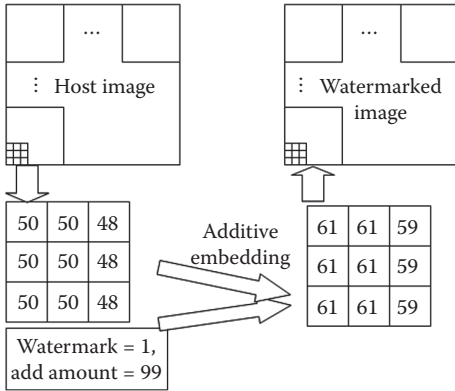 ...
⋮ Host image
...
⋮ Watermarked
image
50 50 48
50 50 48
50 50 48
Watermark = 1,
add amount = 99
Additive
embedding
61 61 59
61 61 59
61 61 59